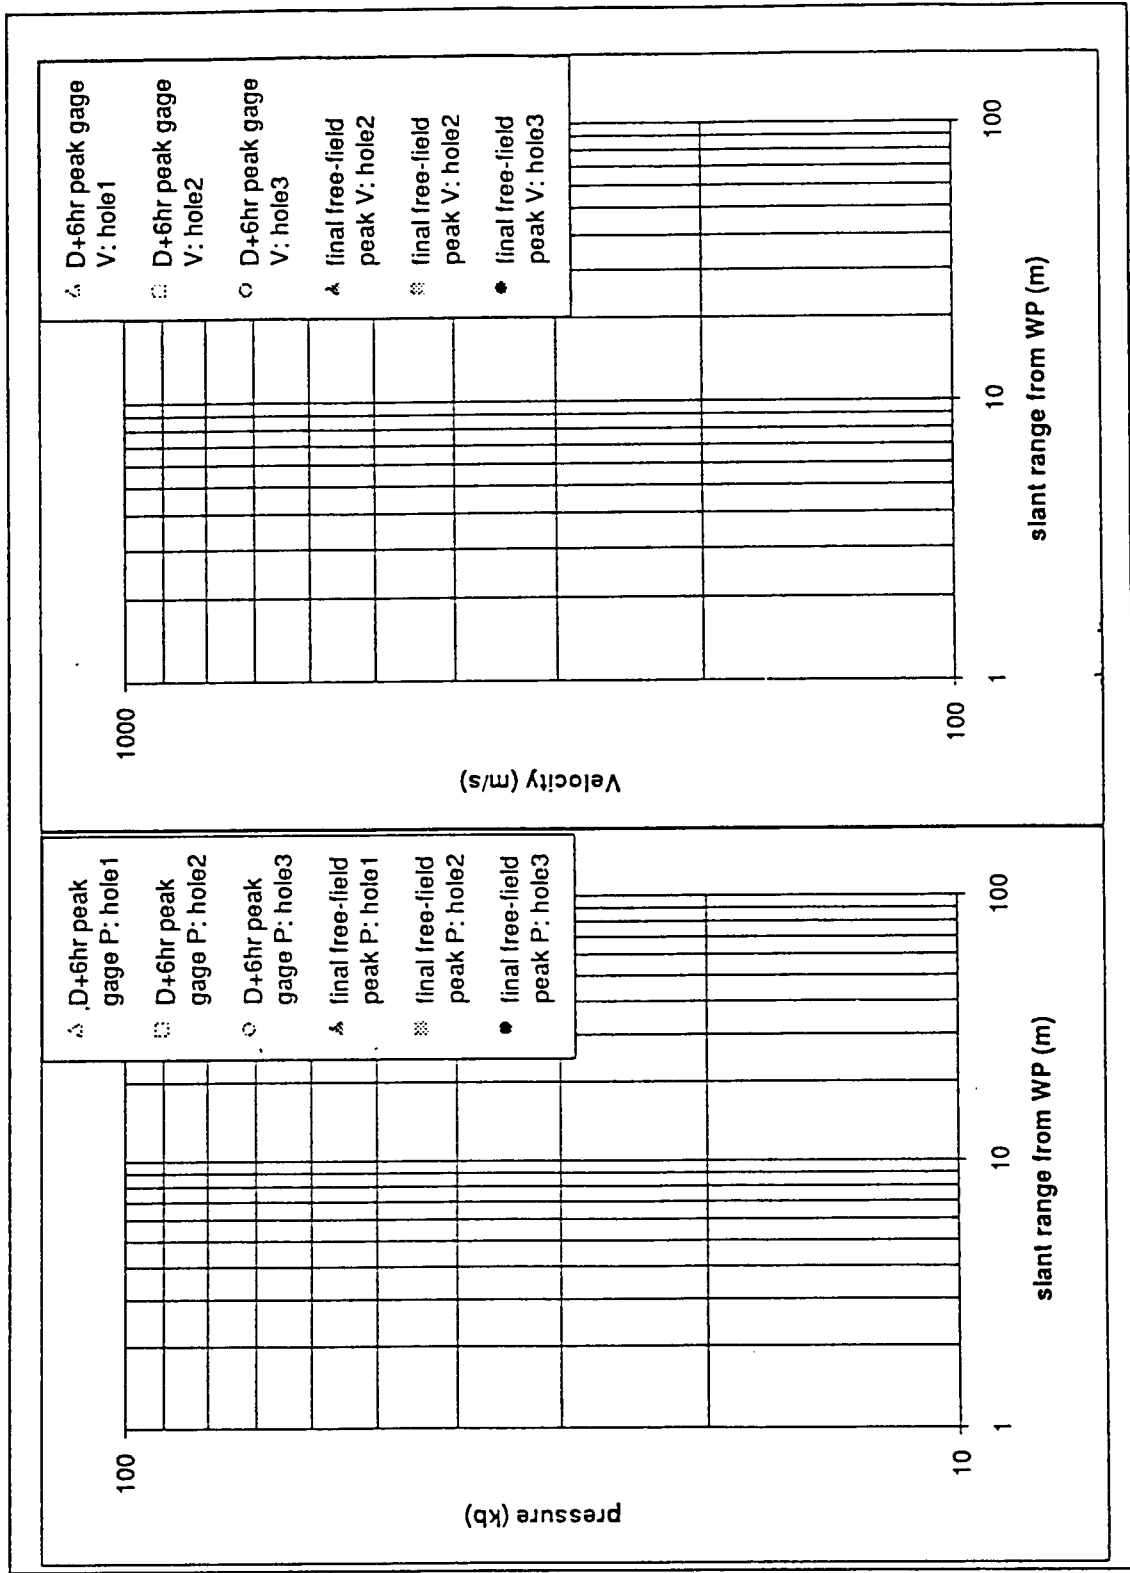 100
10
pressure (kb)
1
10
100
slant range from WP (m)
D+6hr peak
gage P: hole1
D+6hr peak
gage P: hole2
D+6hr peak
gage P: hole3
final free-field
peak P: hole1
final free-field
peak P: hole2
final free-field
peak P: hole3
1000
100
Velocity (m/s)
1
10
100
slant range from WP (m)
D+6hr peak gage
V: hole1
D+6hr peak gage
V: hole2
D+6hr peak gage
V: hole3
final free-field
peak V: hole2
final free-field
peak V: hole2
final free-field
peak V: hole3